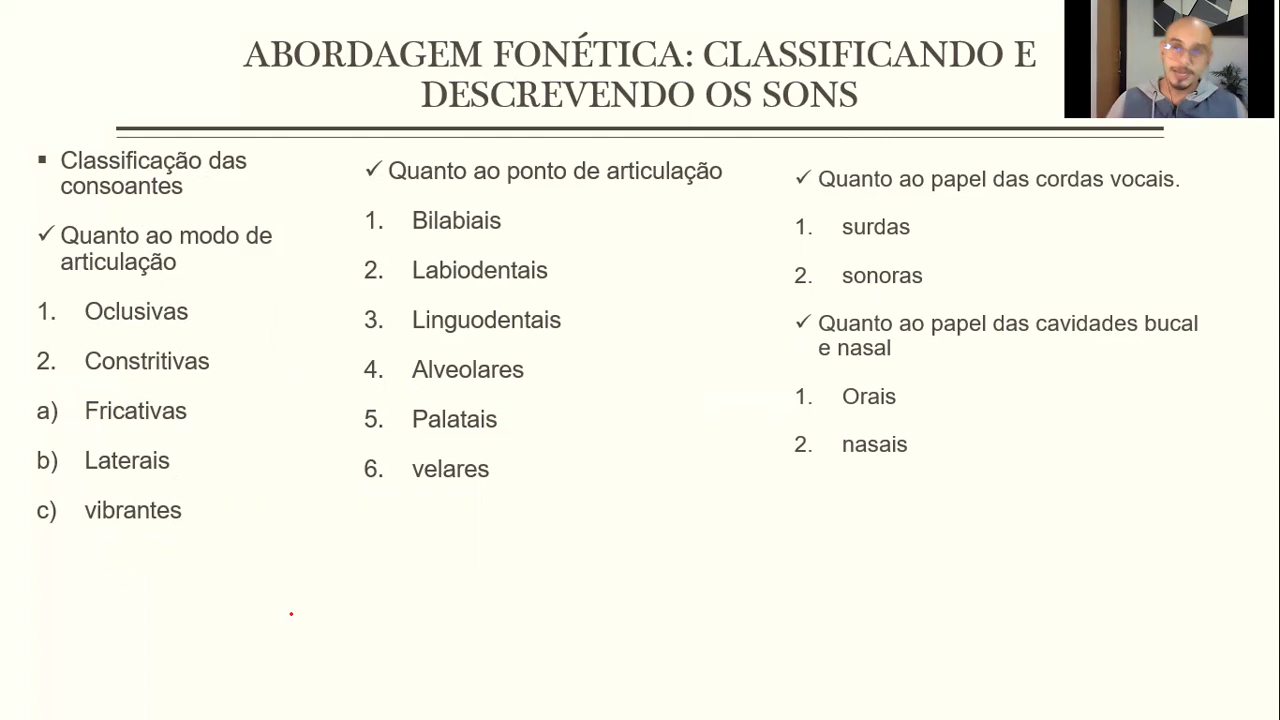 ABORDAGEM FONÉTICA: CLASSIFICANDO E
DESCREVENDO OS SONS
▪ Classificação das
consoantes
✓ Quanto ao modo de
articulação
1. Oclusivas
2. Constritivas
a) Fricativas
b) Laterais
c) vibrantes
✓ Quanto ao ponto de articulação
1. Bilabiais
2. Labiodentais
3. Linguodentais
4. Alveolares
5. Palatais
6. velares
✓ Quanto ao papel das cordas vocais.
1. surdas
2. sonoras
✓ Quanto ao papel das cavidades bucal
e nasal
1. Orais
2. nasais